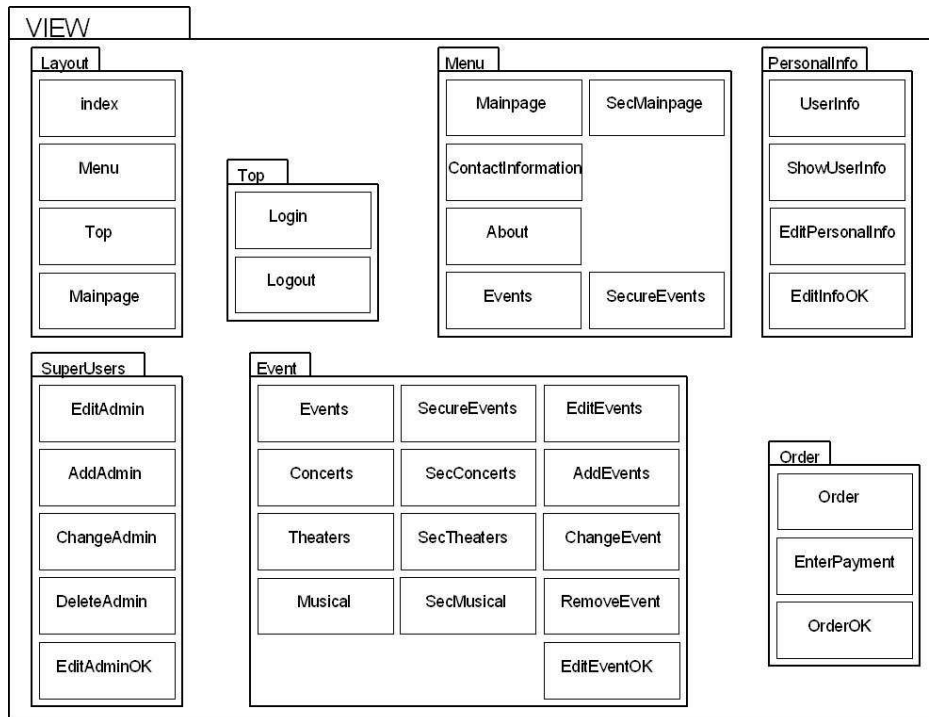 VIEW
Layout
index
Menu
Top
Mainpage
Top
Login
Logout
Menu
Mainpage
SecMainpage
ContactInformation
About
Events
SecureEvents
PersonalInfo
UserInfo
ShowUserInfo
EditPersonalInfo
EditInfoOK
SuperUsers
EditAdmin
AddAdmin
ChangeAdmin
DeleteAdmin
EditAdminOK
Event
Events
SecureEvents
EditEvents
Concerts
SecConcerts
AddEvents
Theaters
SecTheaters
ChangeEvent
Musical
SecMusical
RemoveEvent
EditEventOK
Order
Order
EnterPayment
OrderOK